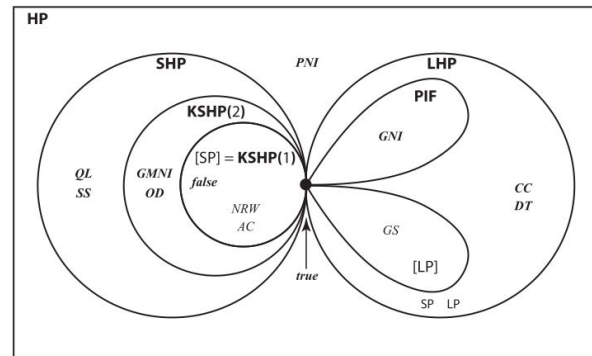 HP
SHP
PNI
LHP
KSHP(2)
PIF
GNI
[SP] = KSHP(1)
QL
SS
GMNI
OD
false
CC
DT
NRW
AC
GS
[LP]
true
SP LP